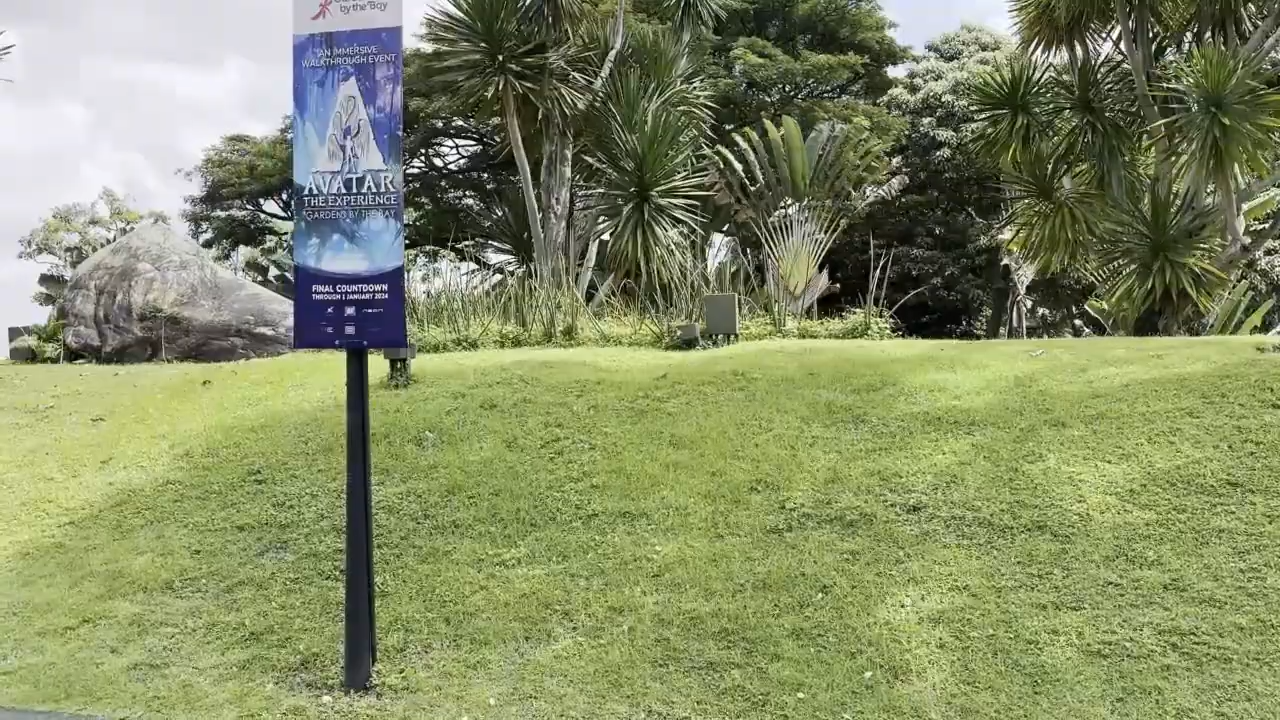 by the Bay
AN IMMERSIVE
WALKTHROUGH EVENT
AVATAR
THE EXPERIENCE
GARDENS BY THE BAY
FINAL COUNTDOWN
THROUGH 1 JANUARY 2024